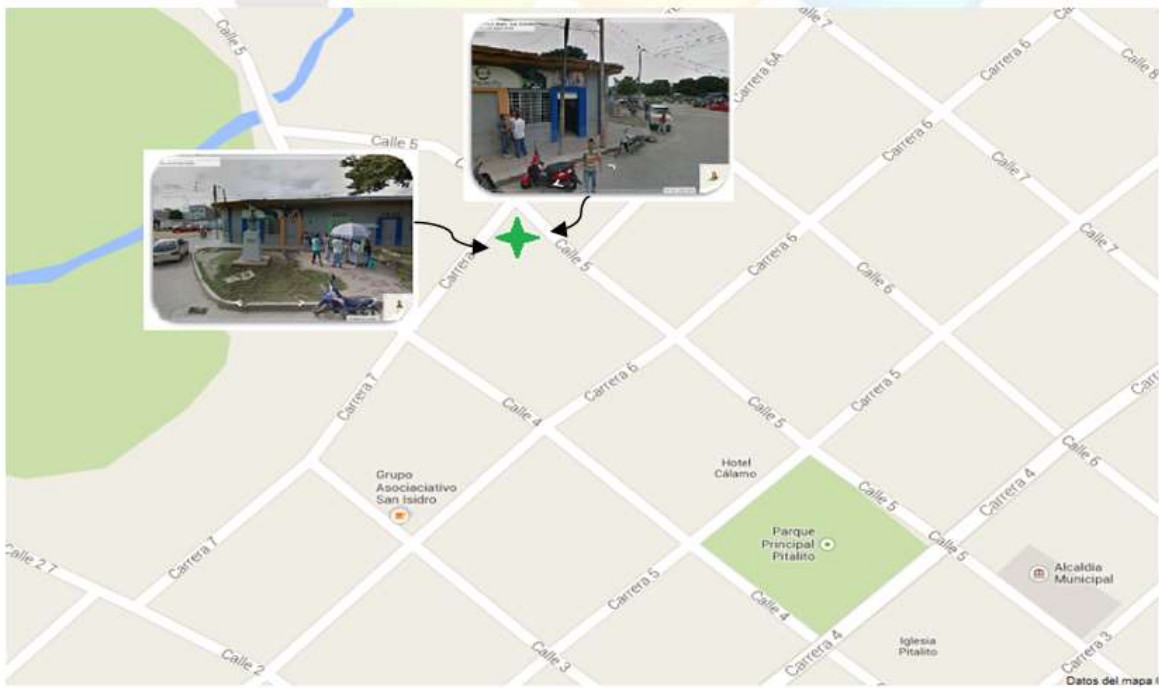 Calle 5
Calle 7
Carrera 6A
Carrera 6
Calle 8
Calle 5
Carrera 6
Calle 7
Carrera
Calle 5
Carrera 6
Calle 7
Calle 6
Carrera 7
Calle 4
Carrera 6
Calle 5
Carrera 5
Hotel
Cálamo
Calle 6
Grupo
Asociaciativo
San Isidro
Calle 5
Carrera 4
Parque
Principal
Pitalito
Calle 5
Alcaldía
Municipal
Calle 2
Carrera 7
Carrera 5
Calle 4
Iglesia
Pitalito
Carrera 4
Carrera 3
Calle 2
Calle 3
Datos del mapa